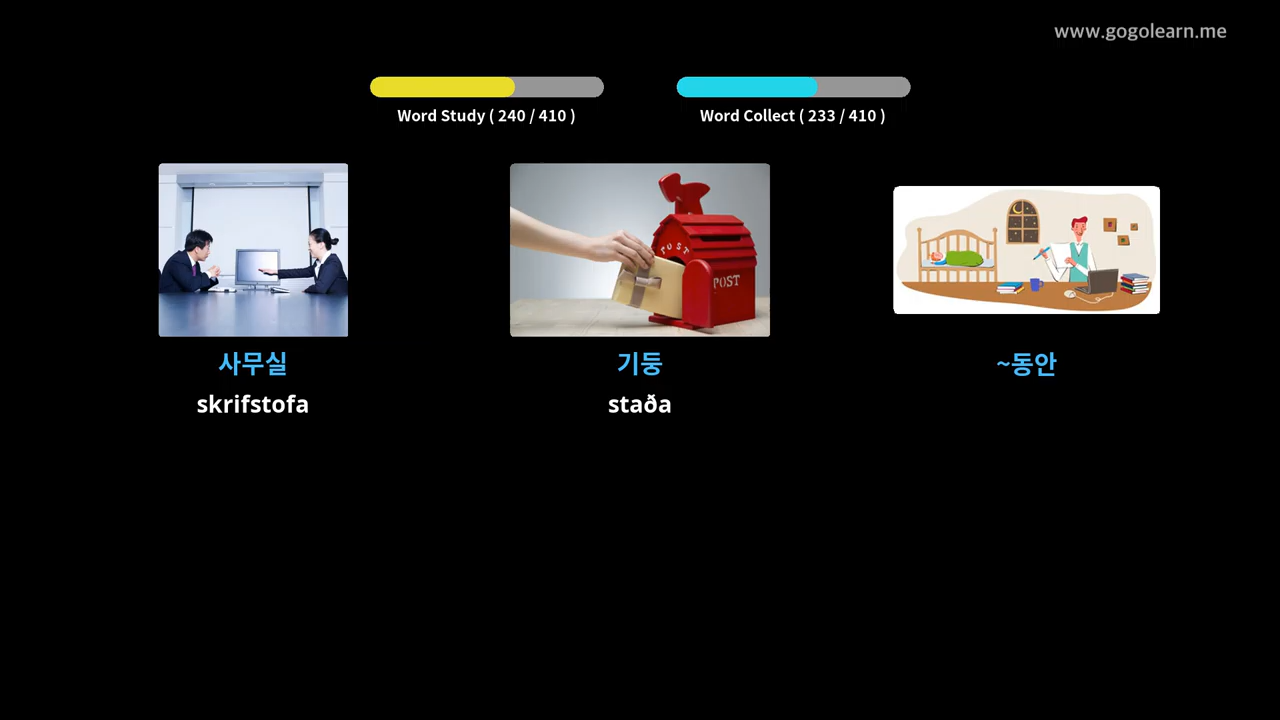 www.gogolearn.me
Word Study ( 240 / 410 )
Word Collect ( 233 / 410 )
POST
POST
사무실
기둥
~동안
skrifstofa
staða